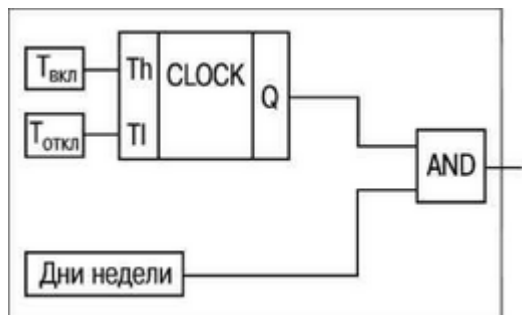 Tвкл
Th
CLOCK
Q
Tоткл
Tl
AND
Дни недели